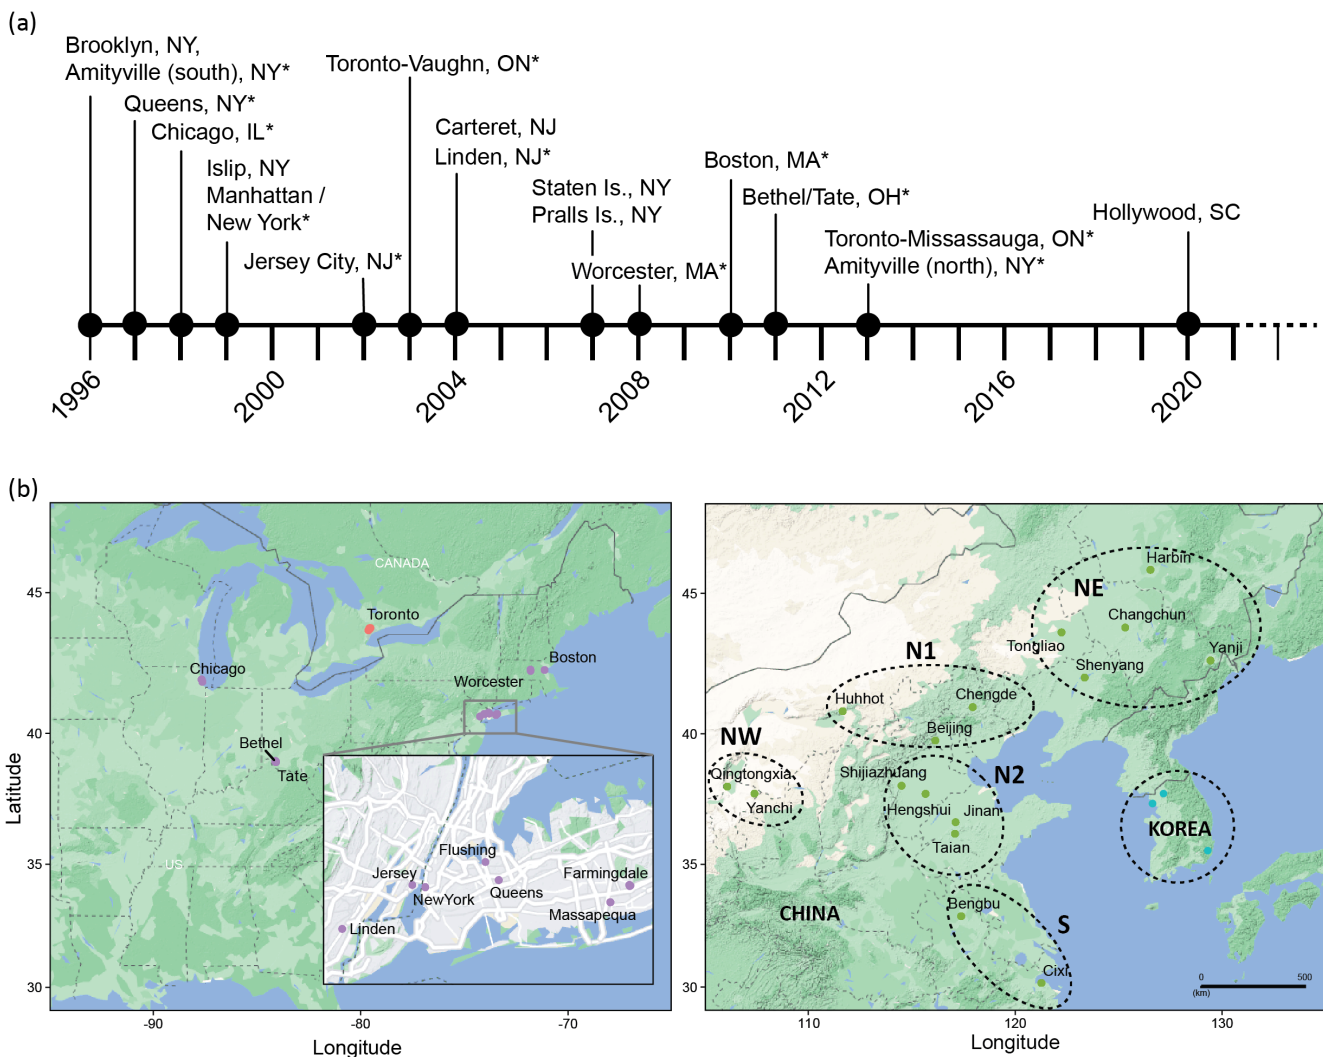 (a)
Brooklyn, NY,
Amityville (south), NY*
Queens, NY*
Chicago, IL*
Islip, NY
Manhattan /
New York*
Jersey City, NJ*
Toronto-Vaughn, ON*
Carteret, NJ
Linden, NJ*
Staten Is., NY
Pralls Is., NY
Worcester, MA*
Boston, MA*
Bethel/Tate, OH*
Toronto-Missassauga, ON*
Amityville (north), NY*
Hollywood, SC
1996
2000
2004
2008
2012
2016
2020
(b)
Latitude
45
40
35
30
-90
-80
-70
Longitude
CANADA
Toronto
Chicago
Boston
Worcester
Bethel
Tate
US
Flushing
Jersey
NewYork
Queens
Farmingdale
Massapequa
Linden
45
40
35
30
110
120
130
Longitude
NE
Harbin
Changchun
Tongliao
Yanji
Shenyang
N1
Huhhot
Chengde
Beijing
NW
Qingtongxia
Yanchi
N2
Shijiazhuang
Hengshui
Jinan
Taian
KOREA
CHINA
Bengbu
S
Cixi
0
500
(km)